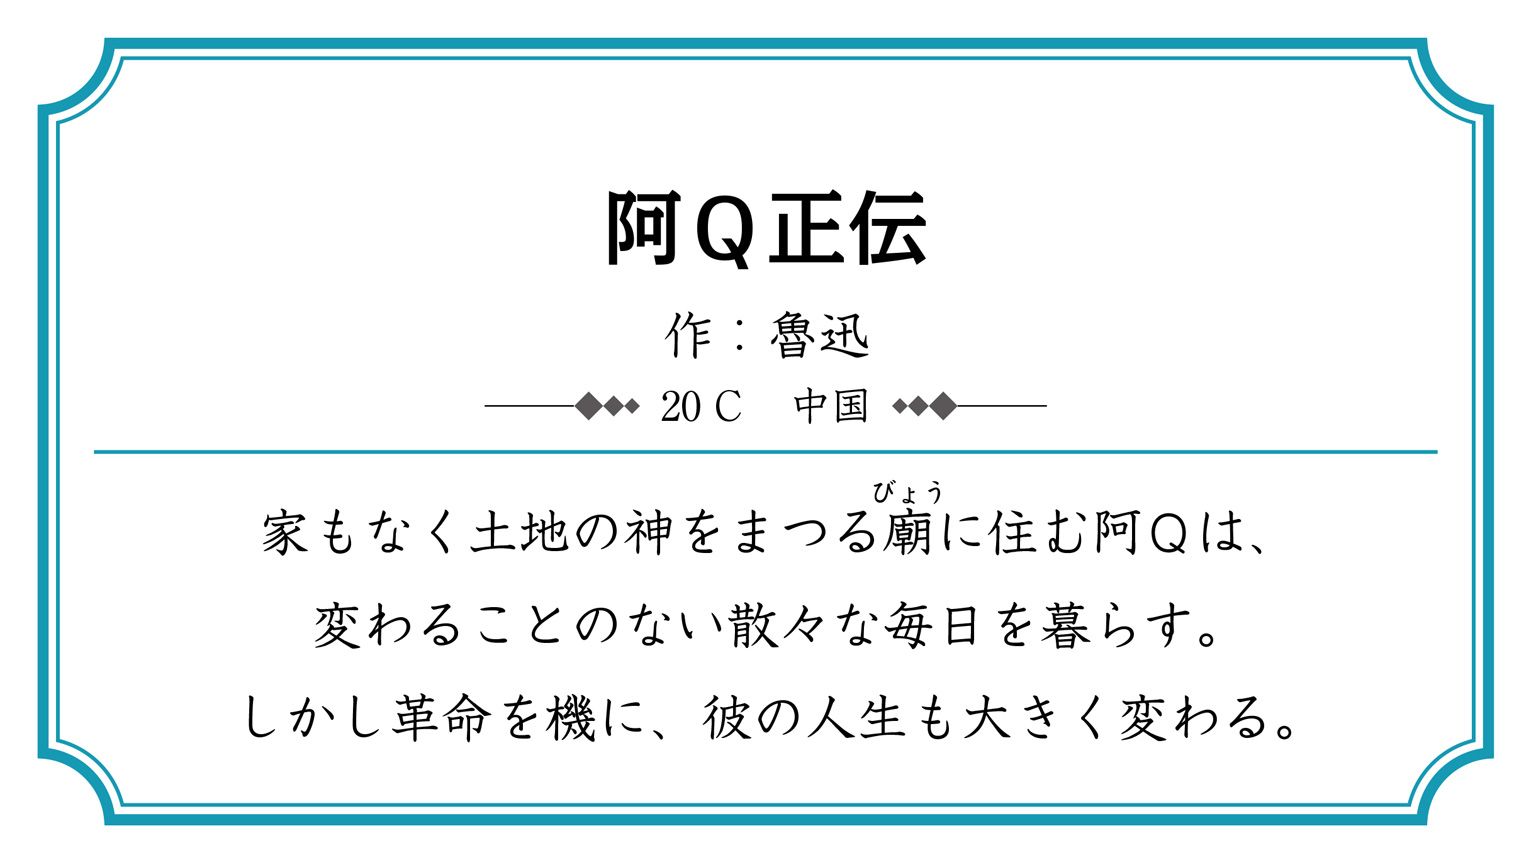 阿Ｑ正伝
作：魯迅
20 C　中国
びょう
家もなく土地の神をまつる廟に住む阿Ｑは、
変わることのない散々な毎日を暮らす。
しかし革命を機に、彼の人生も大きく変わる。